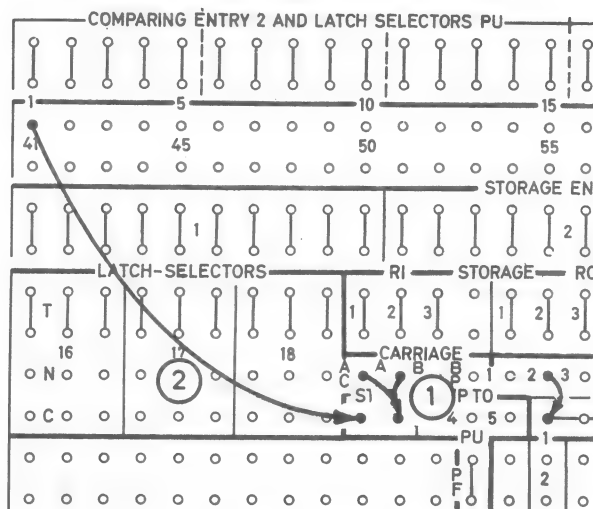 COMPARING ENTRY 2 AND LATCH SELECTORS PU
1 5 10 15
41 45 50 55
STORAGE EN
1 2
LATCH-SELECTORS RI STORAGE RO
T 1 2 3 1 2 3
16 17 18
CARRIAGE
N A C A B B P 1 2 3
2 S1 1 P TO
C 4 5
PU 1
P F 2